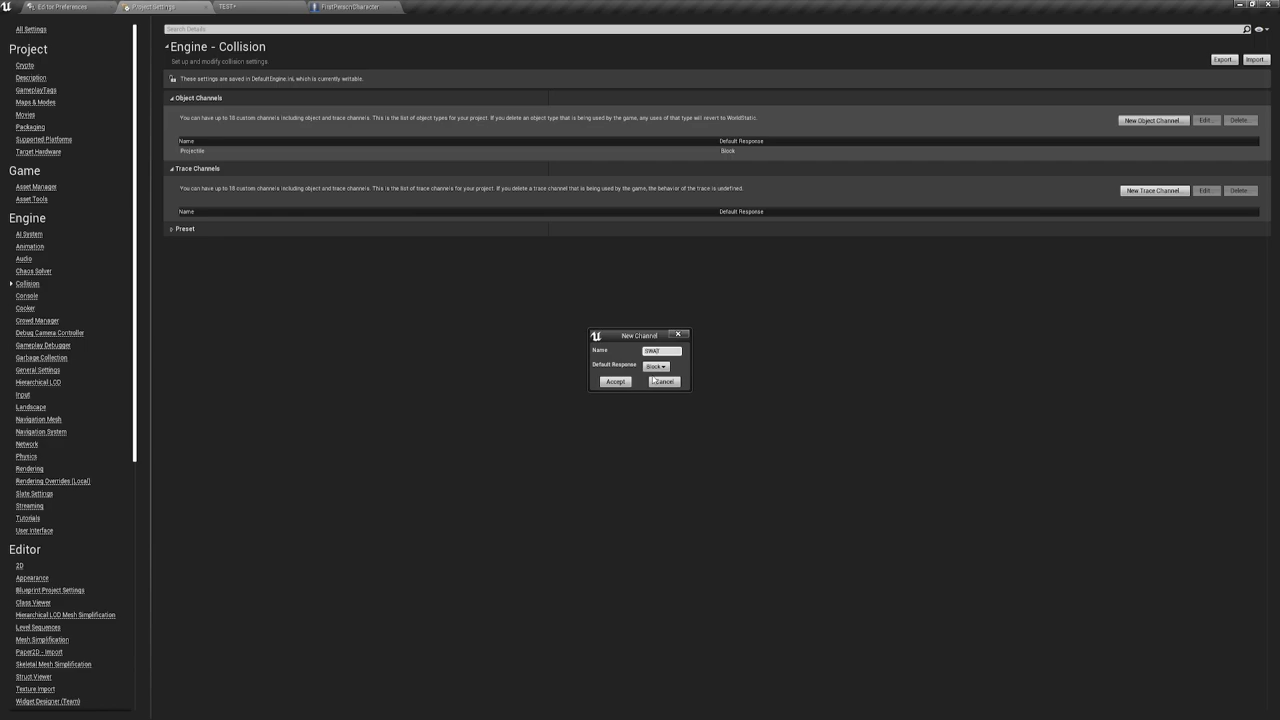 Editor Preferences
Project Settings
TEST*
FirstPersonCharacter
All Settings
Project
Crypto
Description
GameplayTags
Maps & Modes
Movies
Packaging
Supported Platforms
Target Hardware
Game
Asset Manager
Asset Tools
Engine
AI System
Animation
Audio
Chaos Solver
Collision
Console
Cooker
Crowd Manager
Debug Camera Controller
Gameplay Debugger
Garbage Collection
General Settings
Hierarchical LOD
Input
Landscape
Navigation Mesh
Navigation System
Network
Physics
Rendering
Rendering Overrides (Local)
Slate Settings
Streaming
Tutorials
User Interface
Editor
2D
Appearance
Blueprint Project Settings
Class Viewer
Hierarchical LOD Mesh Simplification
Level Sequences
Mesh Simplification
Paper2D - Import
Skeletal Mesh Simplification
Struct Viewer
Texture Import
Widget Designer (Team)
Search Details
Engine - Collision
Set up and modify collision settings
Export...
Import...
These settings are saved in DefaultEngine.ini, which is currently writable.
Object Channels
You can have up to 18 custom channels including object and trace channels. This is the list of object types for your project. If you delete an object type that is being used by the game, any uses of that type will revert to WorldStatic.
New Object Channel... Edit... Delete...
Name Default Response
Projectile Block
Trace Channels
You can have up to 18 custom channels including object and trace channels. This is the list of trace channels for your project. If you delete a trace channel that is being used by the game, the behavior of the trace is undefined.
New Trace Channel... Edit... Delete...
Name Default Response
Preset
New Channel
Name
Default Response Block
Accept Cancel